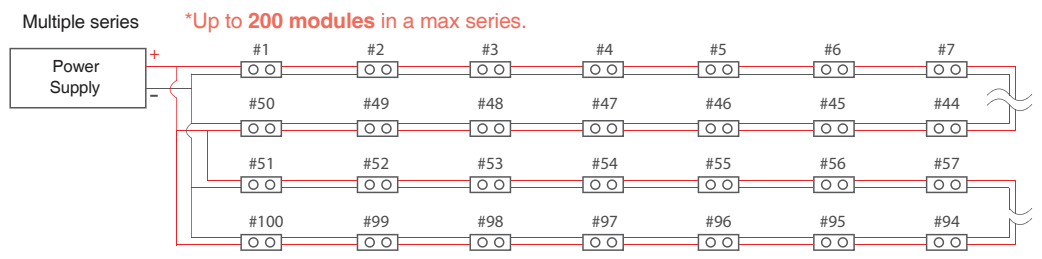 Multiple series *Up to 200 modules in a max series.
Power
Supply
+
-
#1 #2 #3 #4 #5 #6 #7
#50 #49 #48 #47 #46 #45 #44
#51 #52 #53 #54 #55 #56 #57
#100 #99 #98 #97 #96 #95 #94